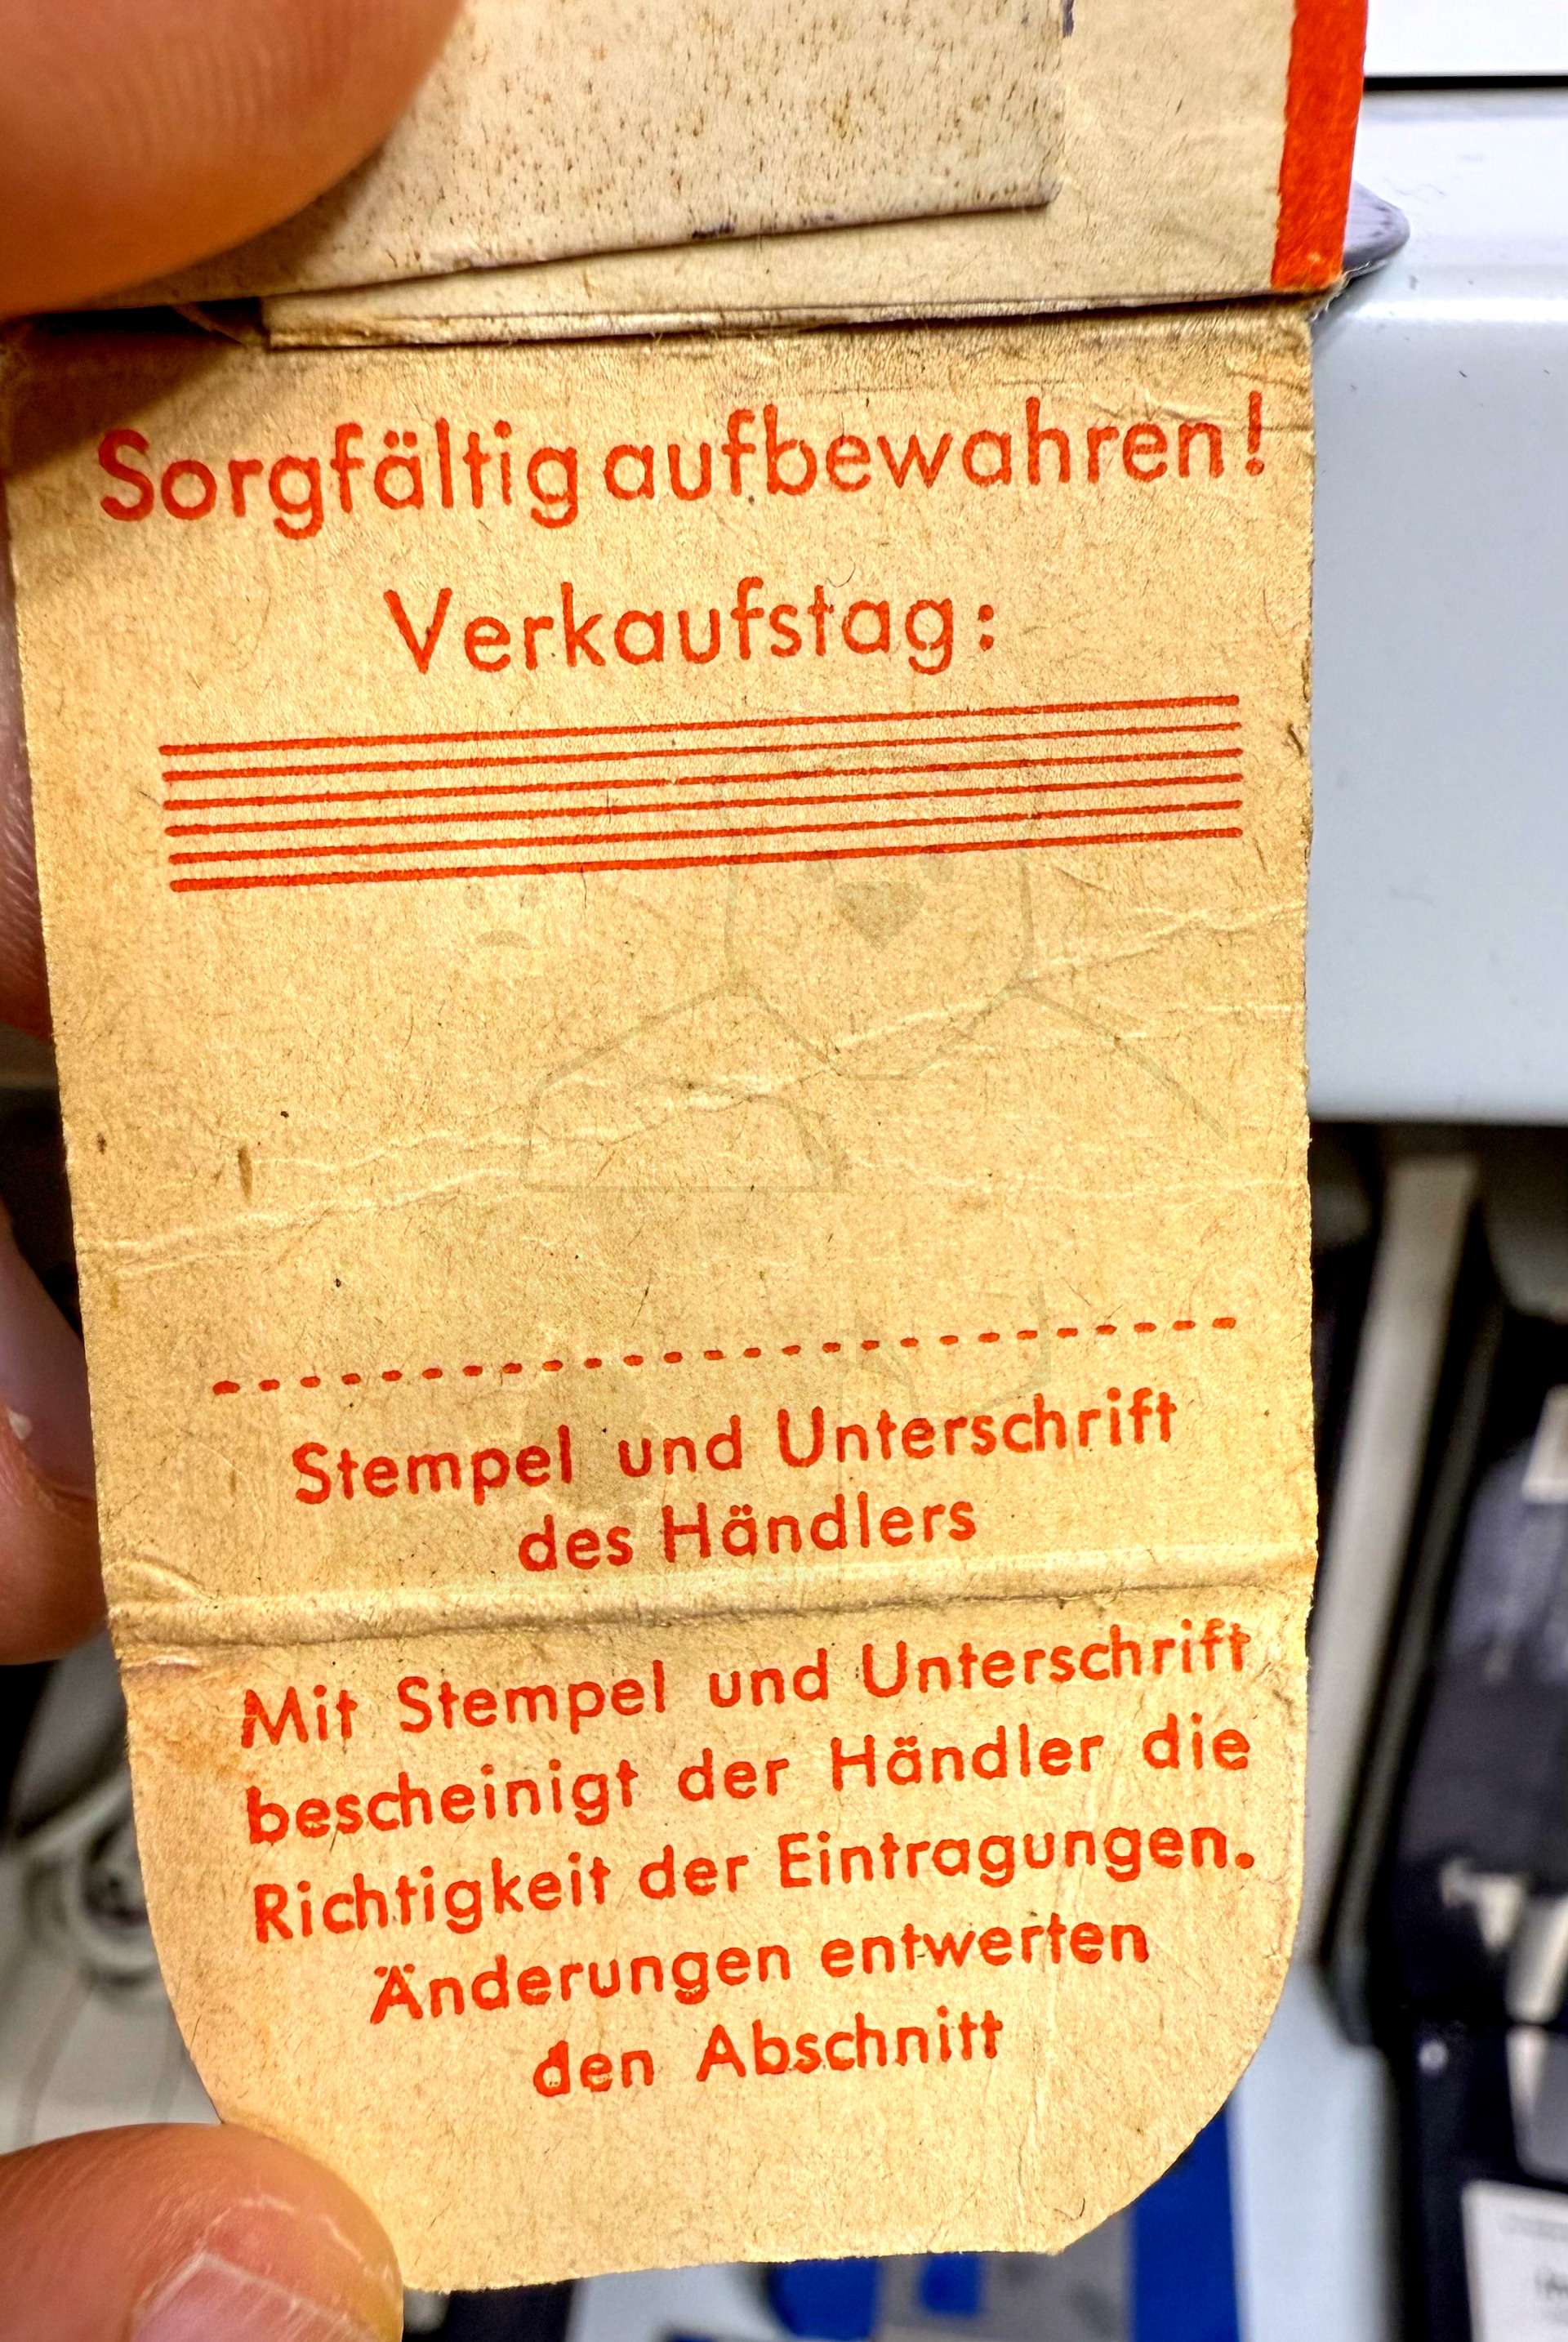 Sorgfältig aufbewahren!
Verkaufstag:
Stempel und Unterschrift
des Händlers
Mit Stempel und Unterschrift
bescheinigt der Händler die
Richtigkeit der Eintragungen.
Änderungen entwerten
den Abschnitt